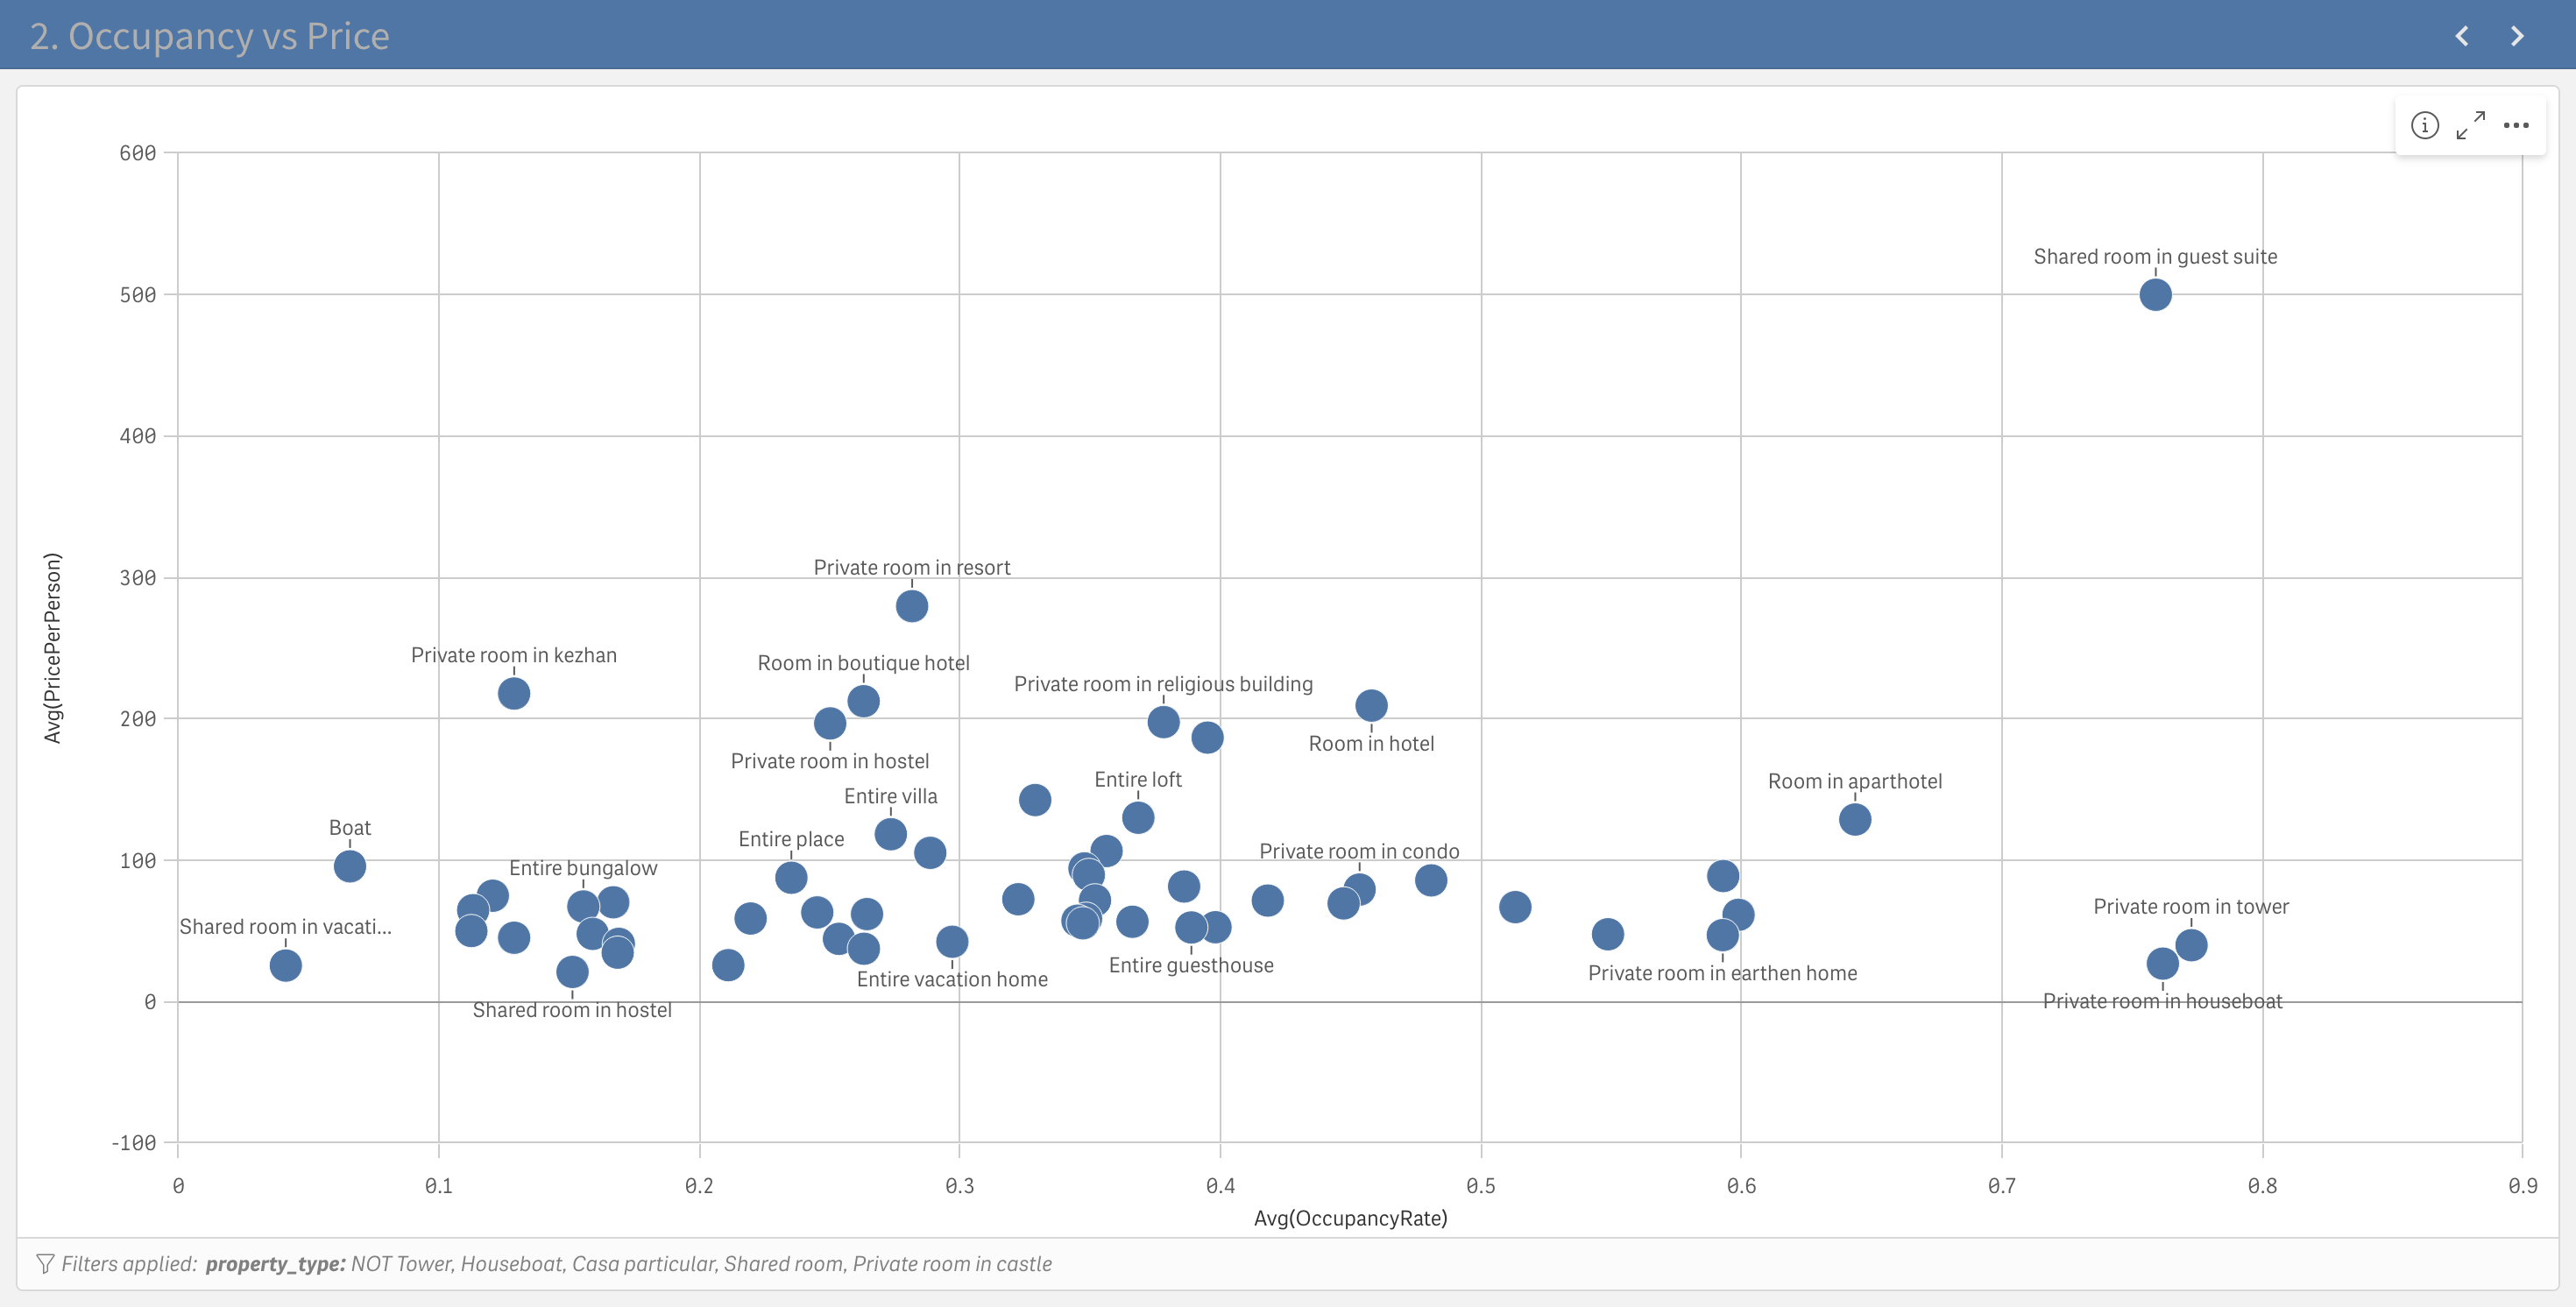 2. Occupancy vs Price
600
Shared room in guest suite
500
400
Private room in resort
300
Private room in kezhan
Room in boutique hotel
Private room in religious building
200
Room in hotel
Private room in hostel
Entire loft
Room in aparthotel
Entire villa
Boat
Entire place
Private room in condo
100
Entire bungalow
Private room in tower
Shared room in vacati...
Entire guesthouse
Private room in earthen home
Entire vacation home
0
Private room in houseboat
Shared room in hostel
-100
Avg(PricePerPerson)
0 0.1 0.2 0.3 0.4 0.5 0.6 0.7 0.8 0.9
Avg(OccupancyRate)
Filters applied: property_type: NOT Tower, Houseboat, Casa particular, Shared room, Private room in castle